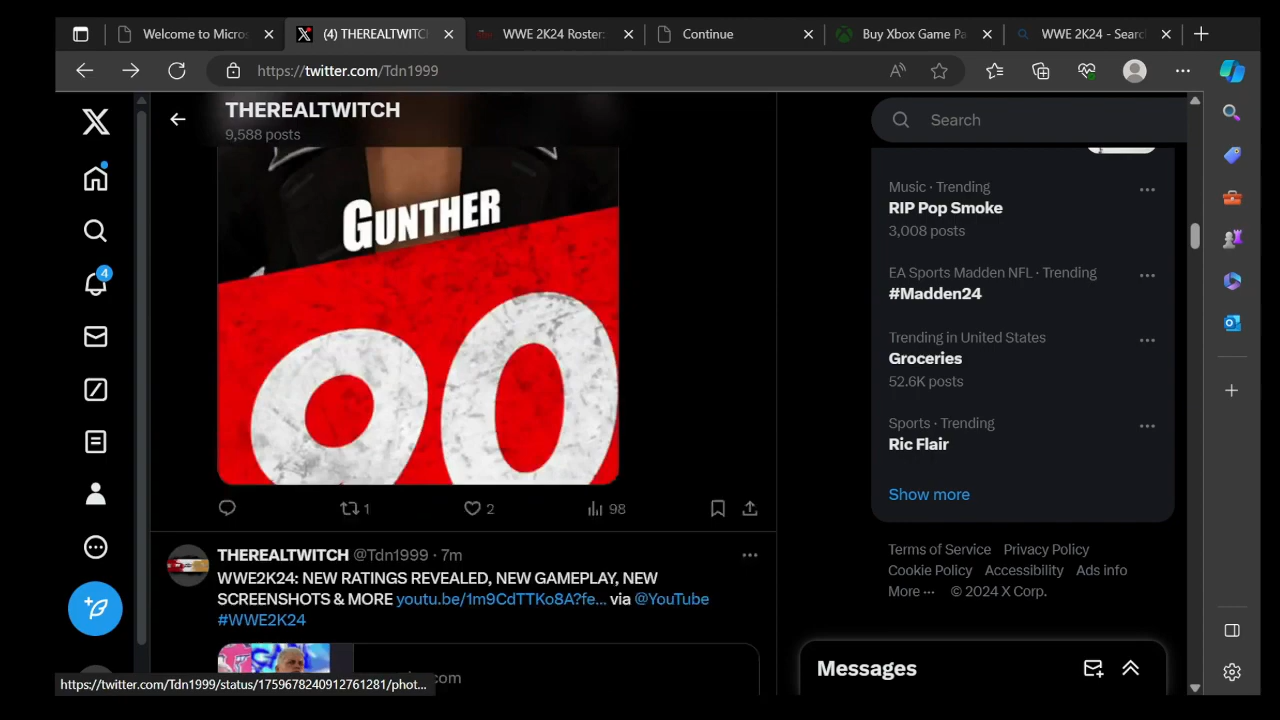 Welcome to Micros
(4) THEREALTWITC
WWE 2K24 Roster:
Continue
Buy Xbox Game Pa
WWE 2K24 - Searc
https://twitter.com/Tdn1999
THEREALTWITCH
9,588 posts
Search
GUNTHER
90
Music · Trending
RIP Pop Smoke
3,008 posts
EA Sports Madden NFL · Trending
#Madden24
Trending in United States
Groceries
52.6K posts
Sports · Trending
Ric Flair
Show more
4
1
2
98
THEREALTWITCH @Tdn1999 · 7m
WWE2K24: NEW RATINGS REVEALED, NEW GAMEPLAY, NEW
SCREENSHOTS & MORE youtu.be/1m9CdTTKo8A?fe... via @YouTube
#WWE2K24
com
Terms of Service Privacy Policy
Cookie Policy Accessibility Ads info
More ··· © 2024 X Corp.
Messages
https://twitter.com/Tdn1999/status/1759678240912761281/phot...